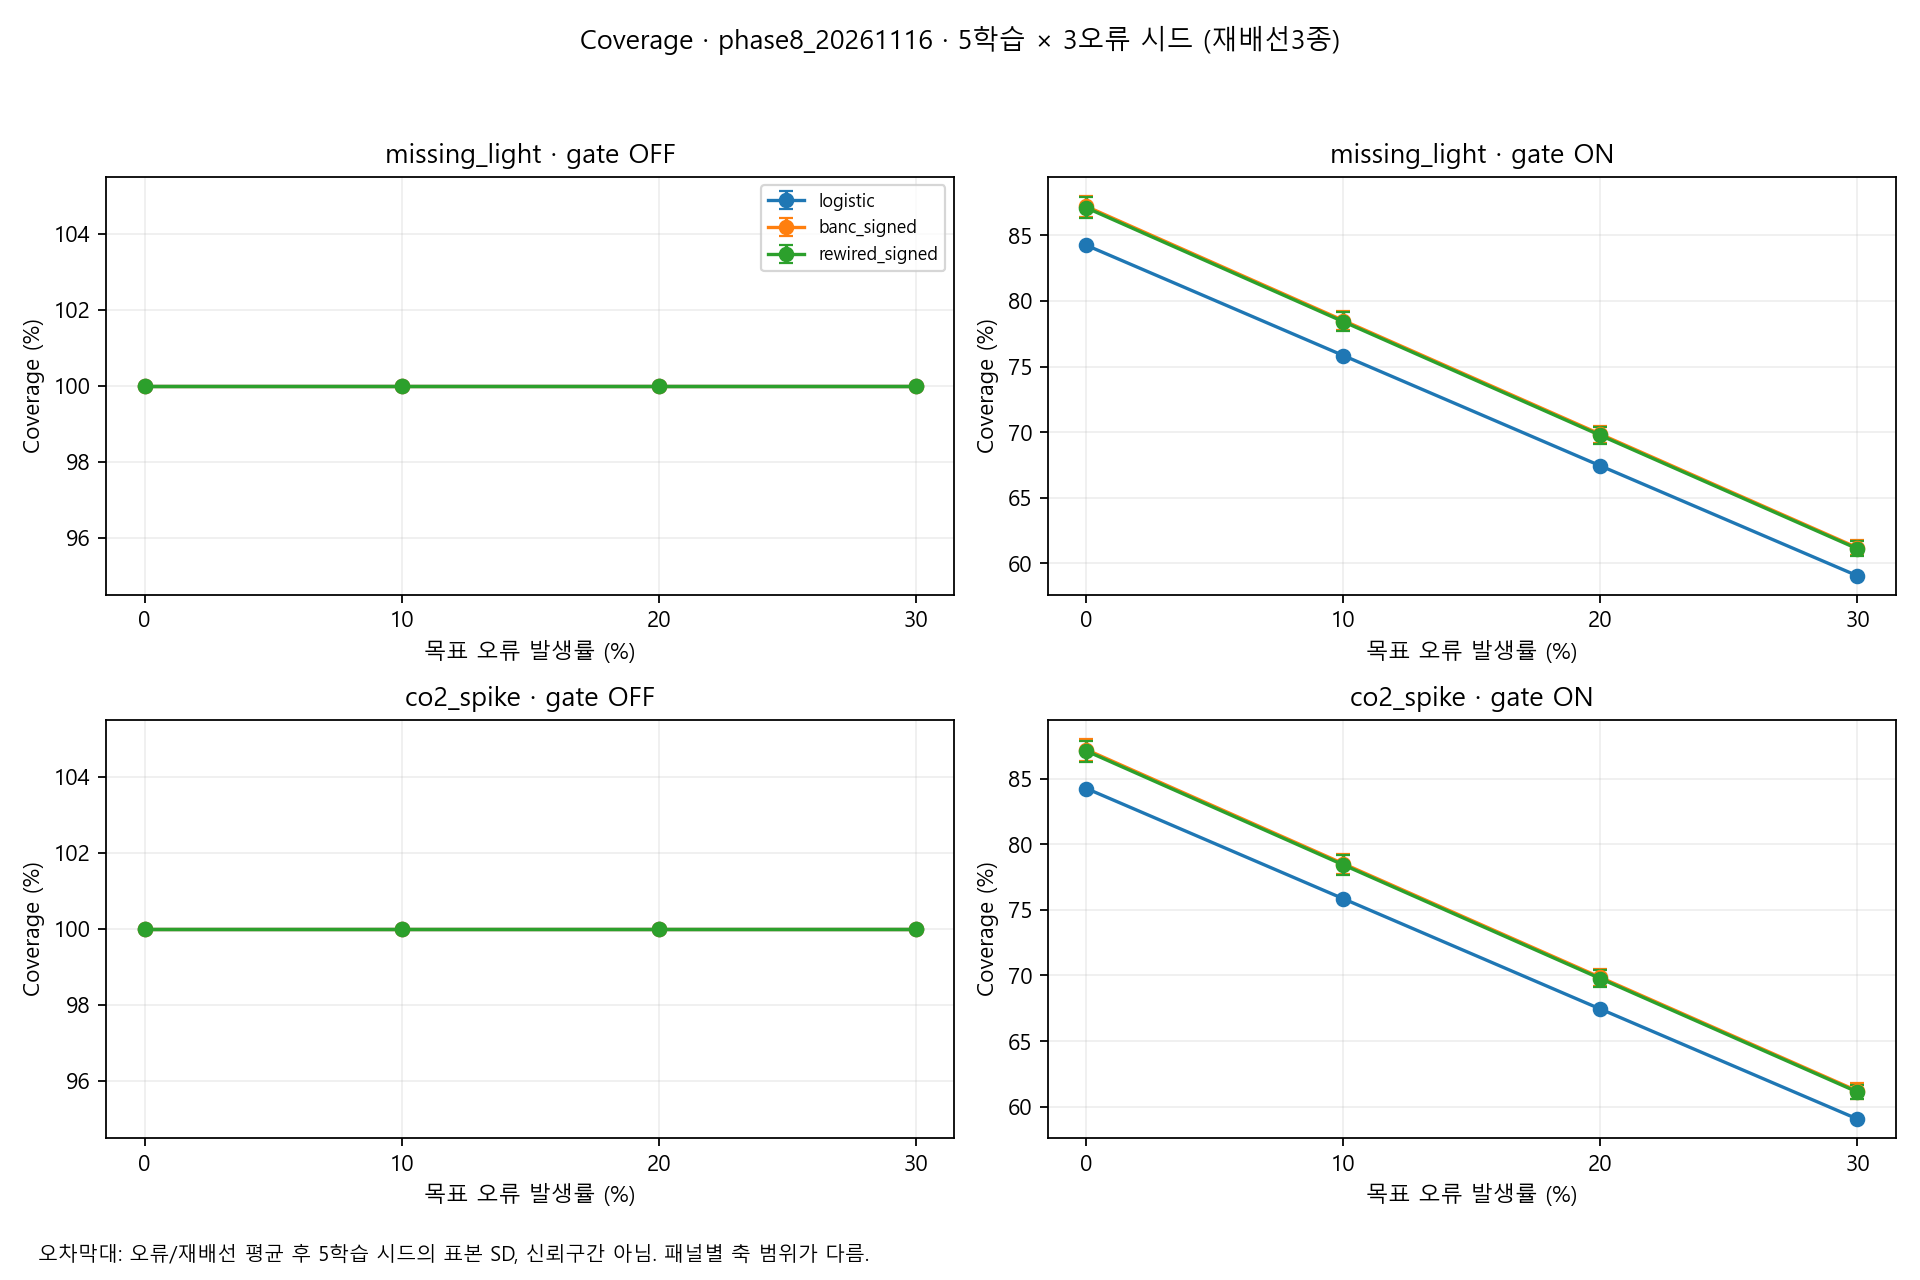 Coverage · phase8_20261116 · 5학습 × 3오류 시드 (재배선3종)
missing_light · gate OFF
Coverage (%)
104
102
100
98
96
logistic
banc_signed
rewired_signed
0 10 20 30
목표 오류 발생률 (%)
missing_light · gate ON
Coverage (%)
85
80
75
70
65
60
0 10 20 30
목표 오류 발생률 (%)
co2_spike · gate OFF
Coverage (%)
104
102
100
98
96
0 10 20 30
목표 오류 발생률 (%)
co2_spike · gate ON
Coverage (%)
85
80
75
70
65
60
0 10 20 30
목표 오류 발생률 (%)
오차막대: 오류/재배선 평균 후 5학습 시드의 표본 SD, 신뢰구간 아님. 패널별 축 범위가 다름.